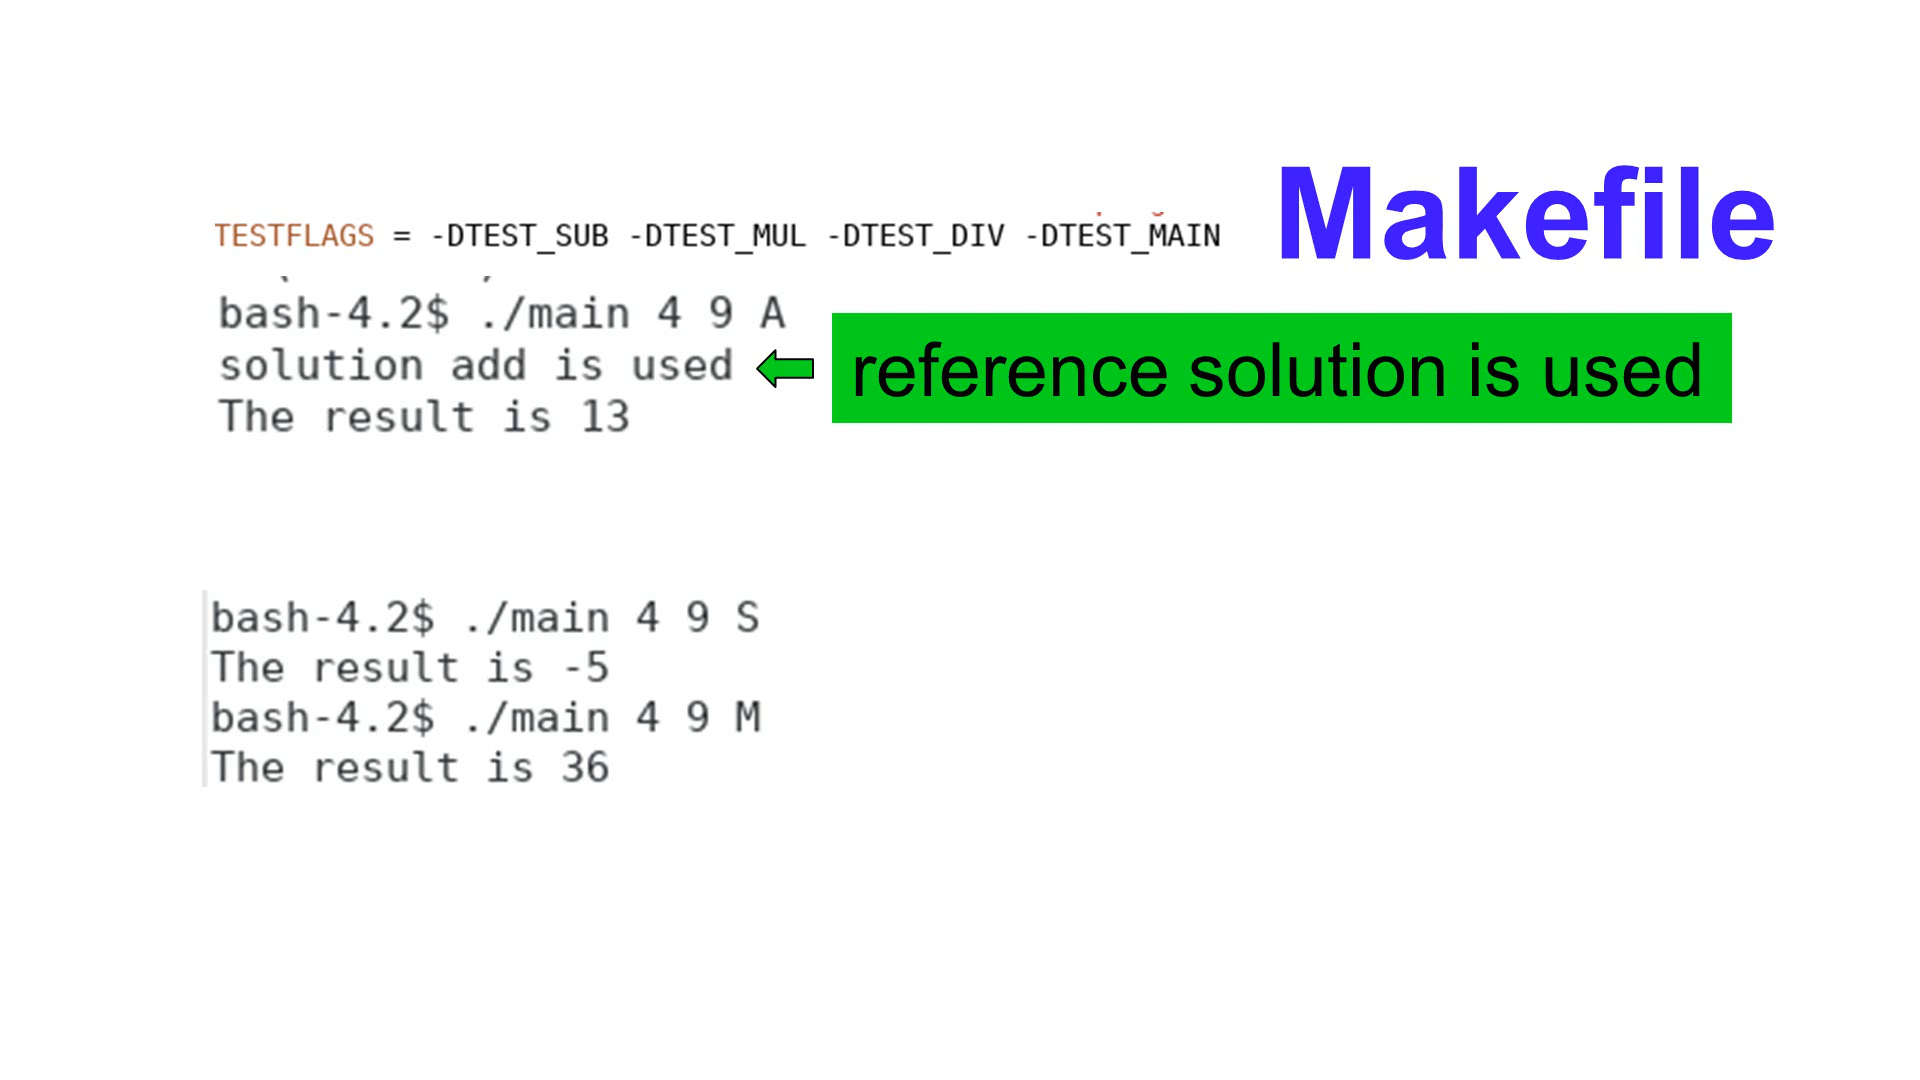 Makefile
TESTFLAGS = -DTEST_SUB -DTEST_MUL -DTEST_DIV -DTEST_MAIN
bash-4.2$ ./main 4 9 A
solution add is used
reference solution is used
The result is 13
bash-4.2$ ./main 4 9 S
The result is -5
bash-4.2$ ./main 4 9 M
The result is 36